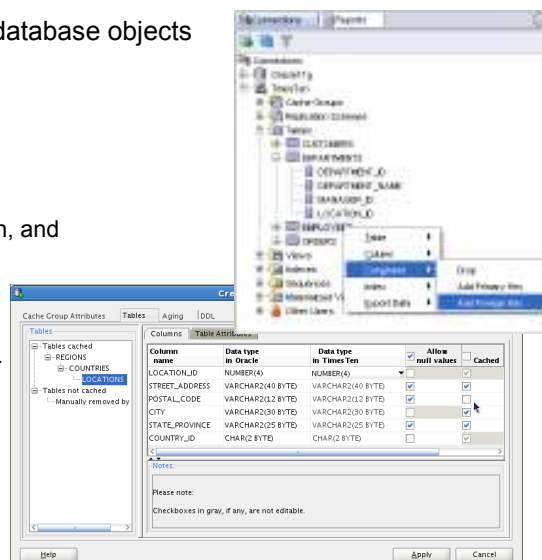 database objects
Connections
Reports
Connections
TimesTen
Cache Groups
Replication Schemes
Tables
CUSTOMERS
DEPARTMENTS
DEPARTMENT_ID
DEPARTMENT_NAME
MANAGER_ID
LOCATION_ID
EMPLOYEES
ORDERS
Views
Indexes
Sequences
Materialized
Other Users
Table
Column
Constraint
Index
Export Data
Drop
Add Primary Key
Add Foreign Key
n, and
Cre
Cache Group Attributes
Tables
Aging
DDL
Tables
Tables cached
REGIONS
COUNTRIES
LOCATIONS
Tables not cached
Manually removed by
Columns
Table Attributes
Column name
Data type in Oracle
Data type in TimesTen
Allow null values
Cached
LOCATION_ID NUMBER(4) NUMBER(4)
STREET_ADDRESS VARCHAR2(40 BYTE) VARCHAR2(40 BYTE)
POSTAL_CODE VARCHAR2(12 BYTE) VARCHAR2(12 BYTE)
CITY VARCHAR2(30 BYTE) VARCHAR2(30 BYTE)
STATE_PROVINCE VARCHAR2(25 BYTE) VARCHAR2(25 BYTE)
COUNTRY_ID CHAR(2 BYTE) CHAR(2 BYTE)
Notes:
Please note:
Checkboxes in gray, if any, are not editable.
Help
Apply
Cancel